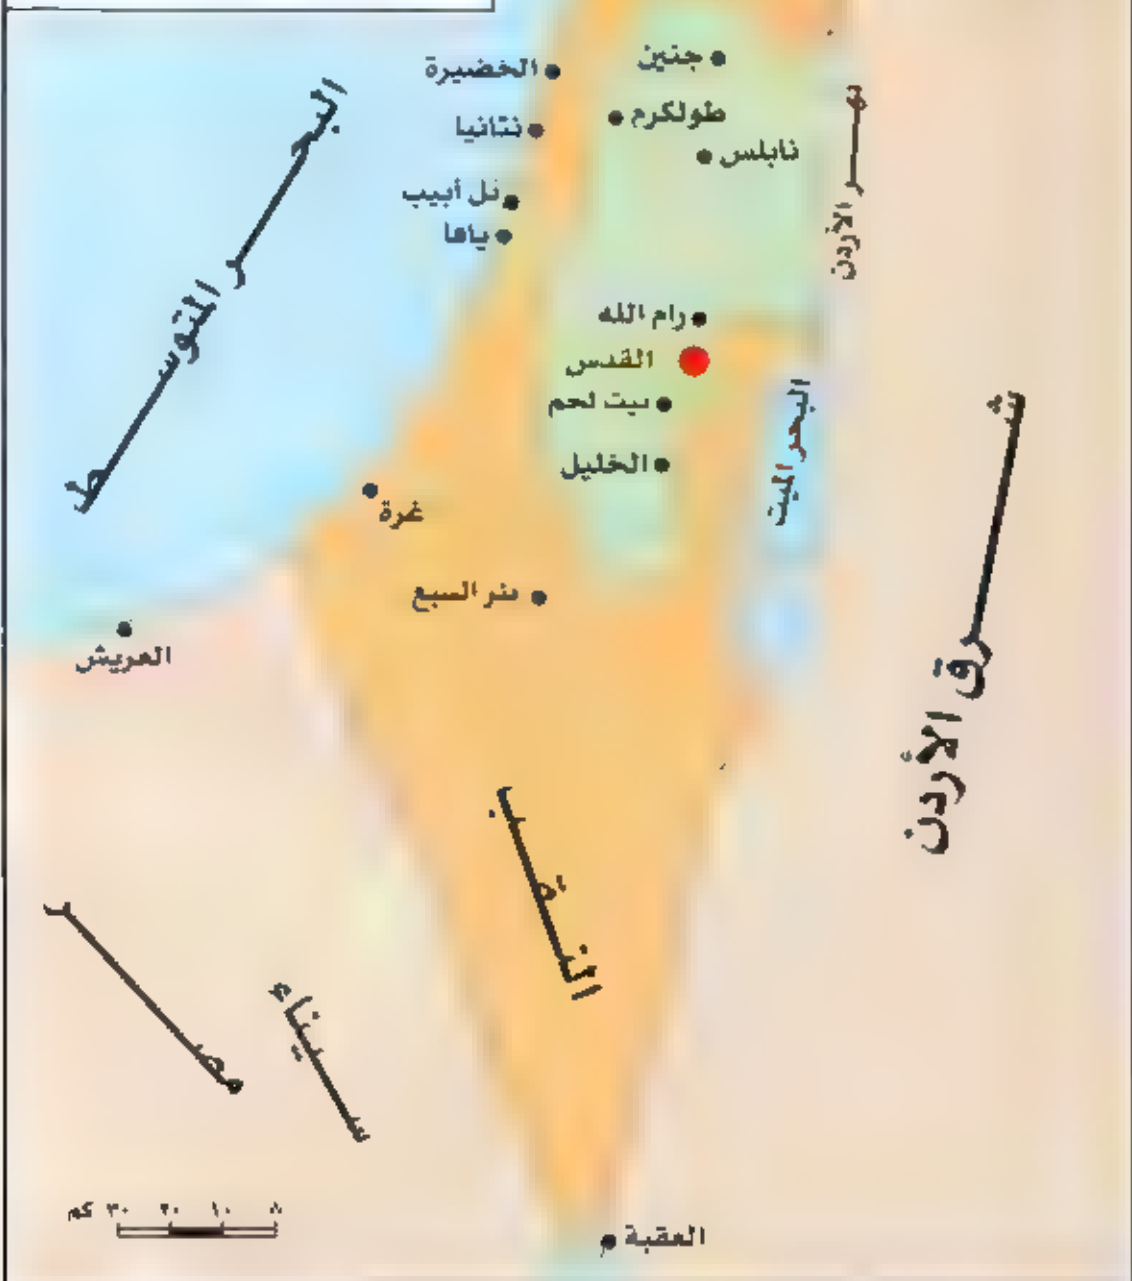 جنين
الخضيرة
طولكرم
نتانيا
نابلس
تل أبيب
يافا
نهر الأردن
البحر المتوسط
رام الله
القدس
بيت لحم
البحر الميت
الخليل
غزة
بئر السبع
العريش
شرق الأردن
النقب
مصر
سيناء
٠ ١٠ ٢٠ ٣٠ كم
العقبة